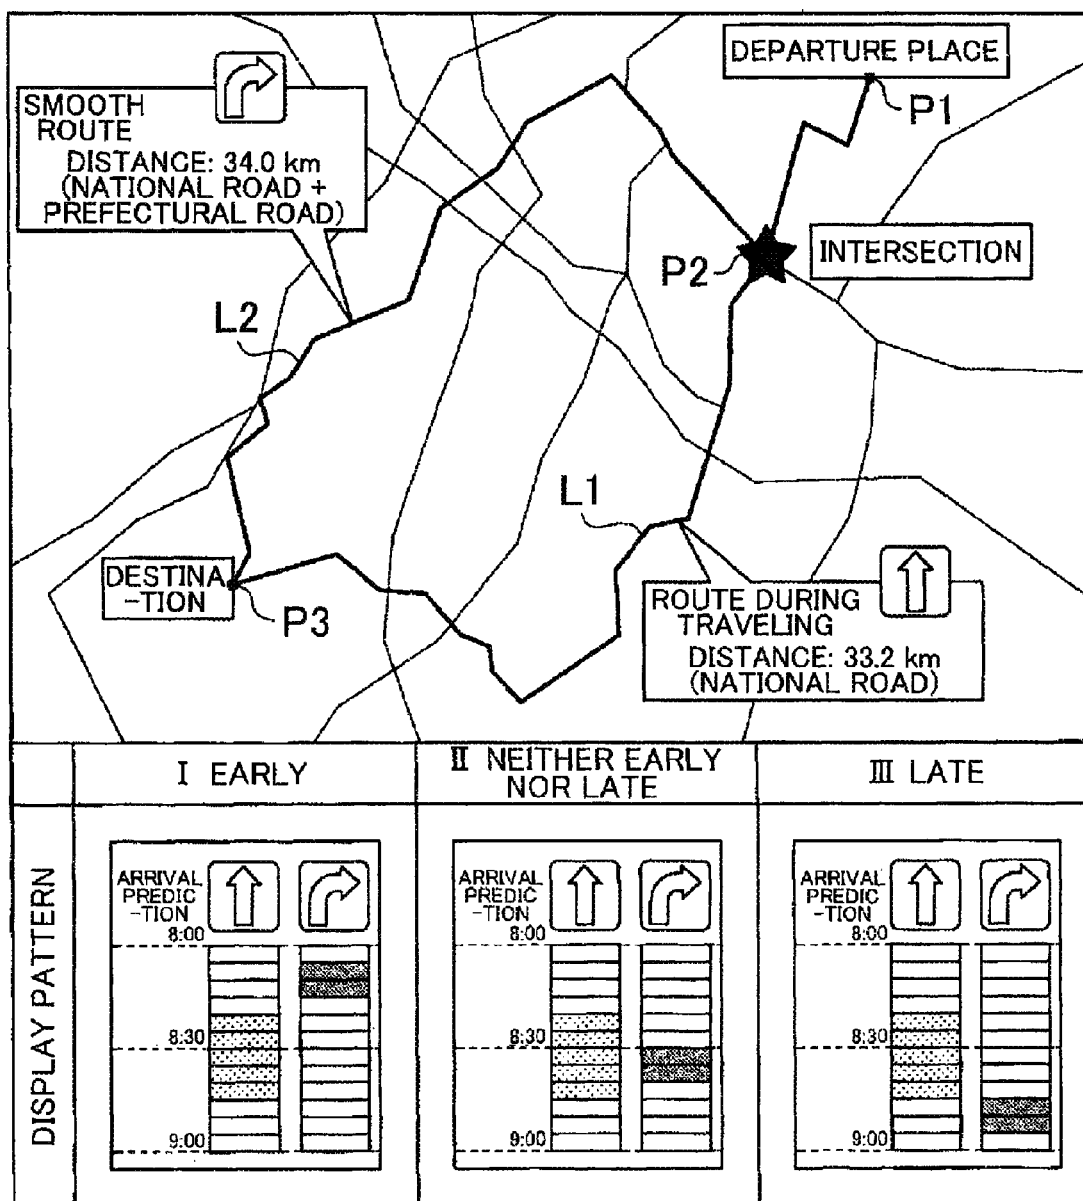 DEPARTURE PLACE
P1
SMOOTH
ROUTE
DISTANCE: 34.0 km
(NATIONAL ROAD +
PREFECTURAL ROAD)
P2
INTERSECTION
L2
L1
DESTINA
-TION
P3
ROUTE DURING
TRAVELING
DISTANCE: 33.2 km
(NATIONAL ROAD)
I EARLY
II NEITHER EARLY
NOR LATE
III LATE
DISPLAY PATTERN
ARRIVAL
PREDIC
-TION
8:00
8:30
9:00
ARRIVAL
PREDIC
-TION
8:00
8:30
9:00
ARRIVAL
PREDIC
-TION
8:00
8:30
9:00